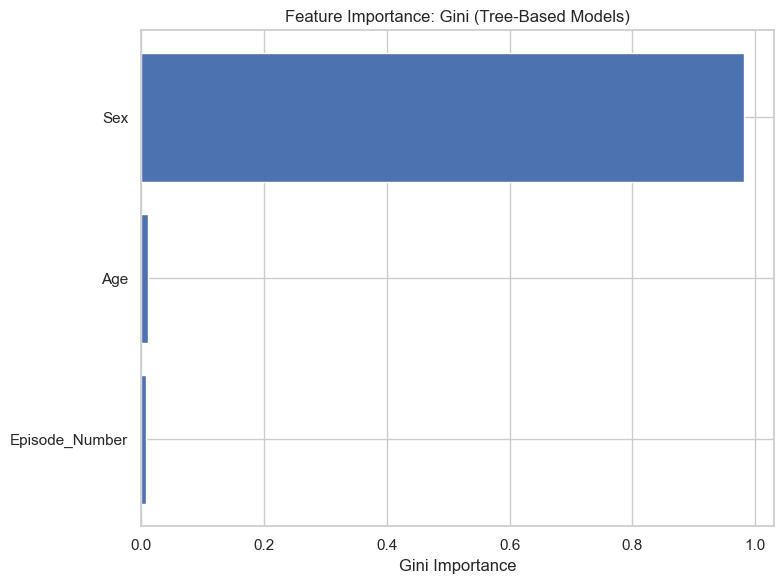 Feature Importance: Gini (Tree-Based Models)
Sex
Age
Episode_Number
0.0 0.2 0.4 0.6 0.8 1.0
Gini Importance